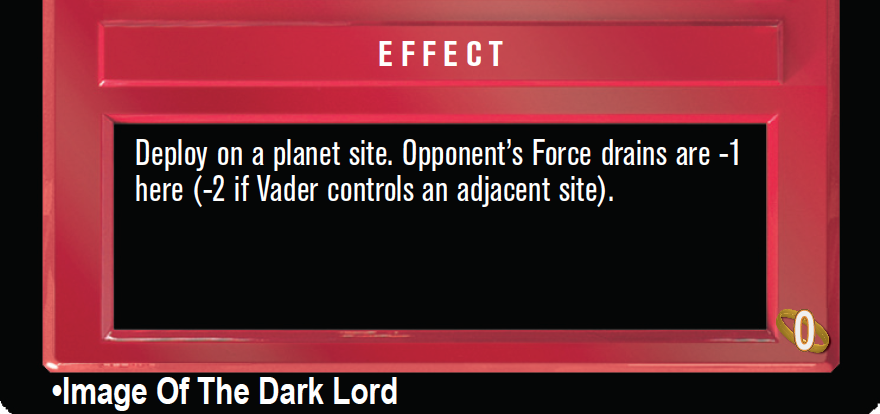 EFFECT
Deploy on a planet site. Opponent’s Force drains are -1
here (-2 if Vader controls an adjacent site).
0
•Image Of The Dark Lord